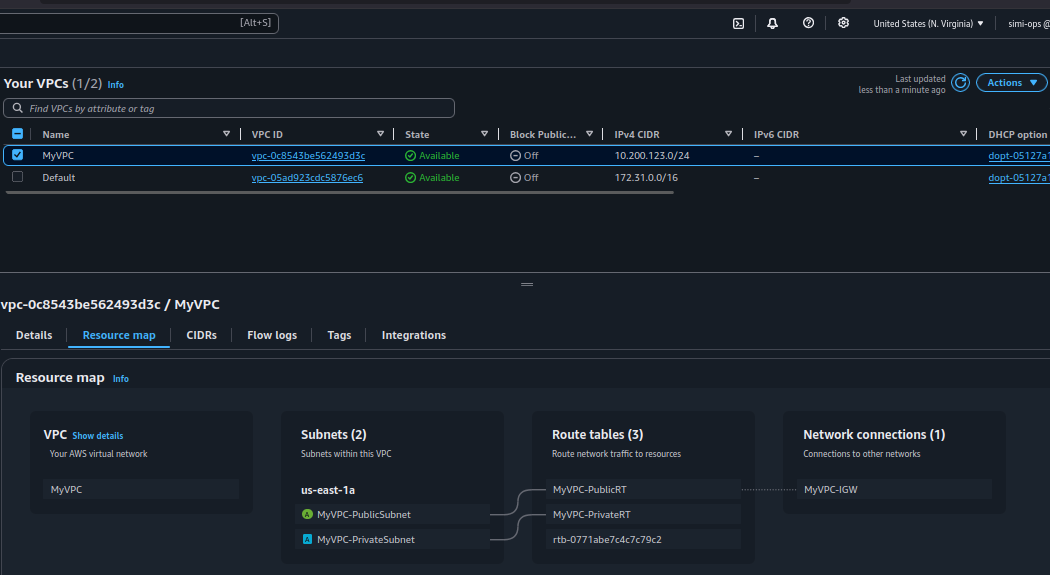 [Alt+S]
United States (N. Virginia) ▼
simi-ops @
Your VPCs (1/2) Info
Last updated
less than a minute ago
Actions ▼
Find VPCs by attribute or tag
Name VPC ID State Block Public... IPv4 CIDR IPv6 CIDR DHCP option
MyVPC vpc-0c8543be562493d3c Available Off 10.200.123.0/24 – dopt-05127a1
Default vpc-05ad923cdc5876ec6 Available Off 172.31.0.0/16 – dopt-05127a1
vpc-0c8543be562493d3c / MyVPC
Details Resource map CIDRs Flow logs Tags Integrations
Resource map Info
VPC Show details
Your AWS virtual network
MyVPC
Subnets (2)
Subnets within this VPC
us-east-1a
A MyVPC-PublicSubnet
A MyVPC-PrivateSubnet
Route tables (3)
Route network traffic to resources
MyVPC-PublicRT
MyVPC-PrivateRT
rtb-0771abe7c4c7c79c2
Network connections (1)
Connections to other networks
MyVPC-IGW